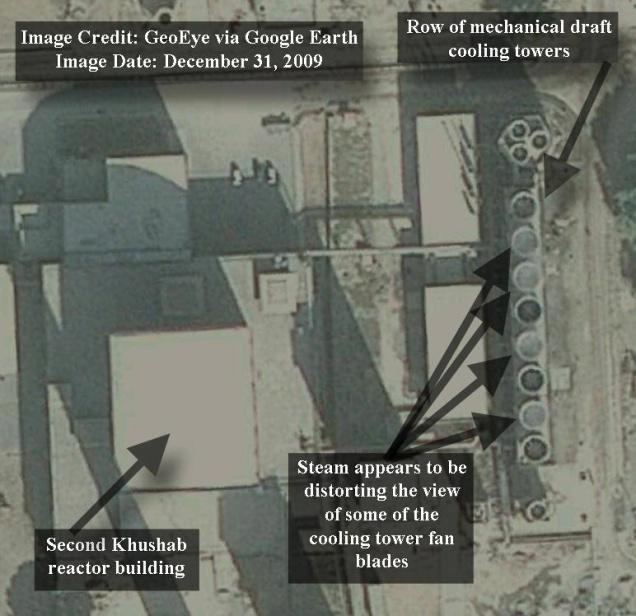 Image Credit: GeoEye via Google Earth
Image Date: December 31, 2009
Row of mechanical draft
cooling towers
Steam appears to be
distorting the view
of some of the
cooling tower fan
blades
Second Khushab
reactor building